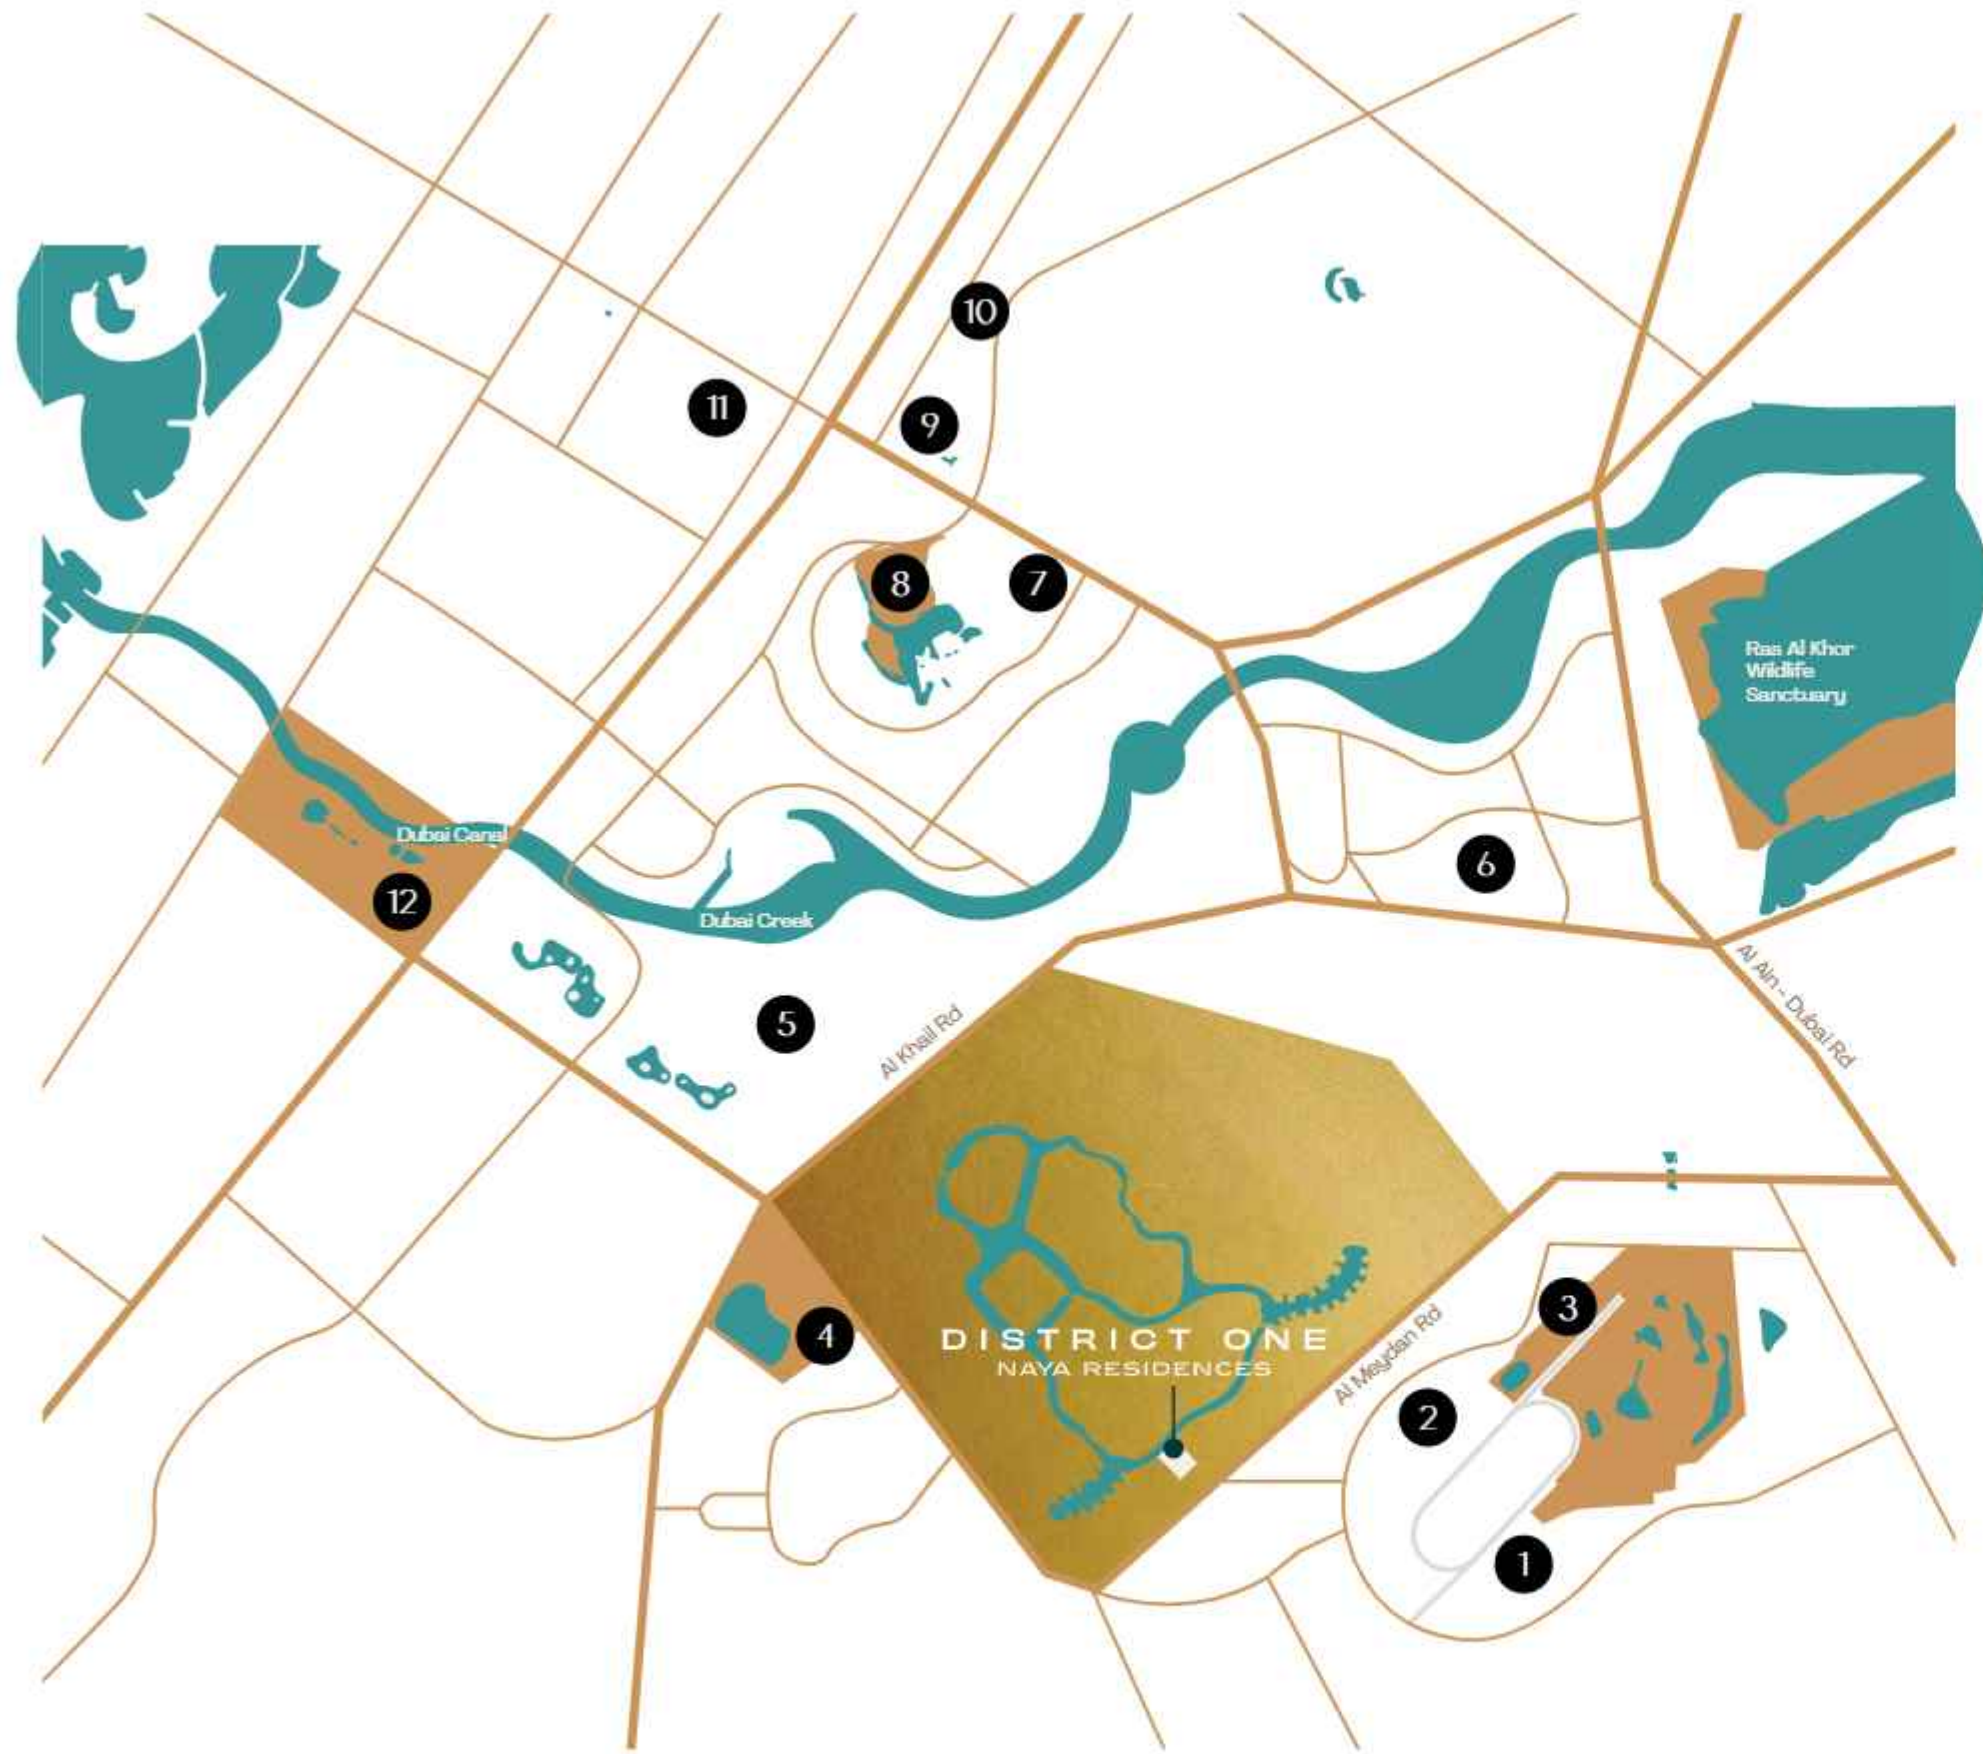 10
11
9
8
7
Ras Al Khor
Wildlife
Sanctuary
Dubai Canal
6
12
Dubai Creek
Al Ain - Dubai Rd
5
Al Khail Rd
3
4
DISTRICT ONE
NAYA RESIDENCES
Al Meydan Rd
2
1